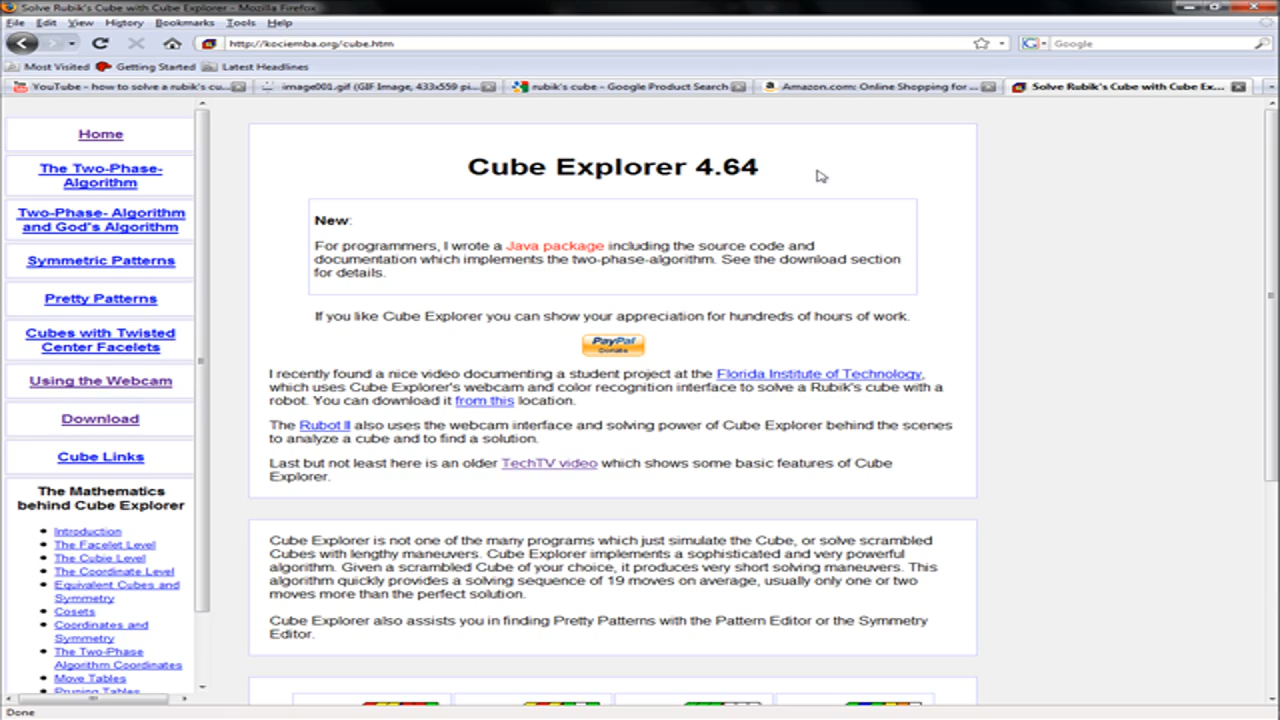 Solve Rubik's Cube with Cube Explorer - Mozilla Firefox
File Edit View History Bookmarks Tools Help
http://kociemba.org/cube.htm
Google
Most Visited Getting Started Latest Headlines
YouTube - how to solve a rubik's cu...
image001.gif (GIF Image, 433x559 pi...
rubik's cube - Google Product Search
Amazon.com: Online Shopping for ...
Solve Rubik's Cube with Cube Ex...
Home
The Two-Phase-
Algorithm
Two-Phase- Algorithm
and God's Algorithm
Symmetric Patterns
Pretty Patterns
Cubes with Twisted
Center Facelets
Using the Webcam
Download
Cube Links
The Mathematics
behind Cube Explorer
Introduction
The Facelet Level
The Cubie Level
The Coordinate Level
Equivalent Cubes and
Symmetry
Cosets
Coordinates and
Symmetry
The Two-Phase
Algorithm Coordinates
Move Tables
Pruning Tables
Cube Explorer 4.64
New:
For programmers, I wrote a Java package including the source code and
documentation which implements the two-phase-algorithm. See the download section
for details.
If you like Cube Explorer you can show your appreciation for hundreds of hours of work.
PayPal
Donate
I recently found a nice video documenting a student project at the Florida Institute of Technology,
which uses Cube Explorer's webcam and color recognition interface to solve a Rubik's cube with a
robot. You can download it from this location.
The Rubot II also uses the webcam interface and solving power of Cube Explorer behind the scenes
to analyze a cube and to find a solution.
Last but not least here is an older TechTV video which shows some basic features of Cube
Explorer.
Cube Explorer is not one of the many programs which just simulate the Cube, or solve scrambled
Cubes with lengthy maneuvers. Cube Explorer implements a sophisticated and very powerful
algorithm. Given a scrambled Cube of your choice, it produces very short solving maneuvers. This
algorithm quickly provides a solution sequence of 19 moves on average, usually only one or two
moves more than the perfect solution.
Cube Explorer also assists you in finding Pretty Patterns with the Pattern Editor or the Symmetry
Editor.
Done